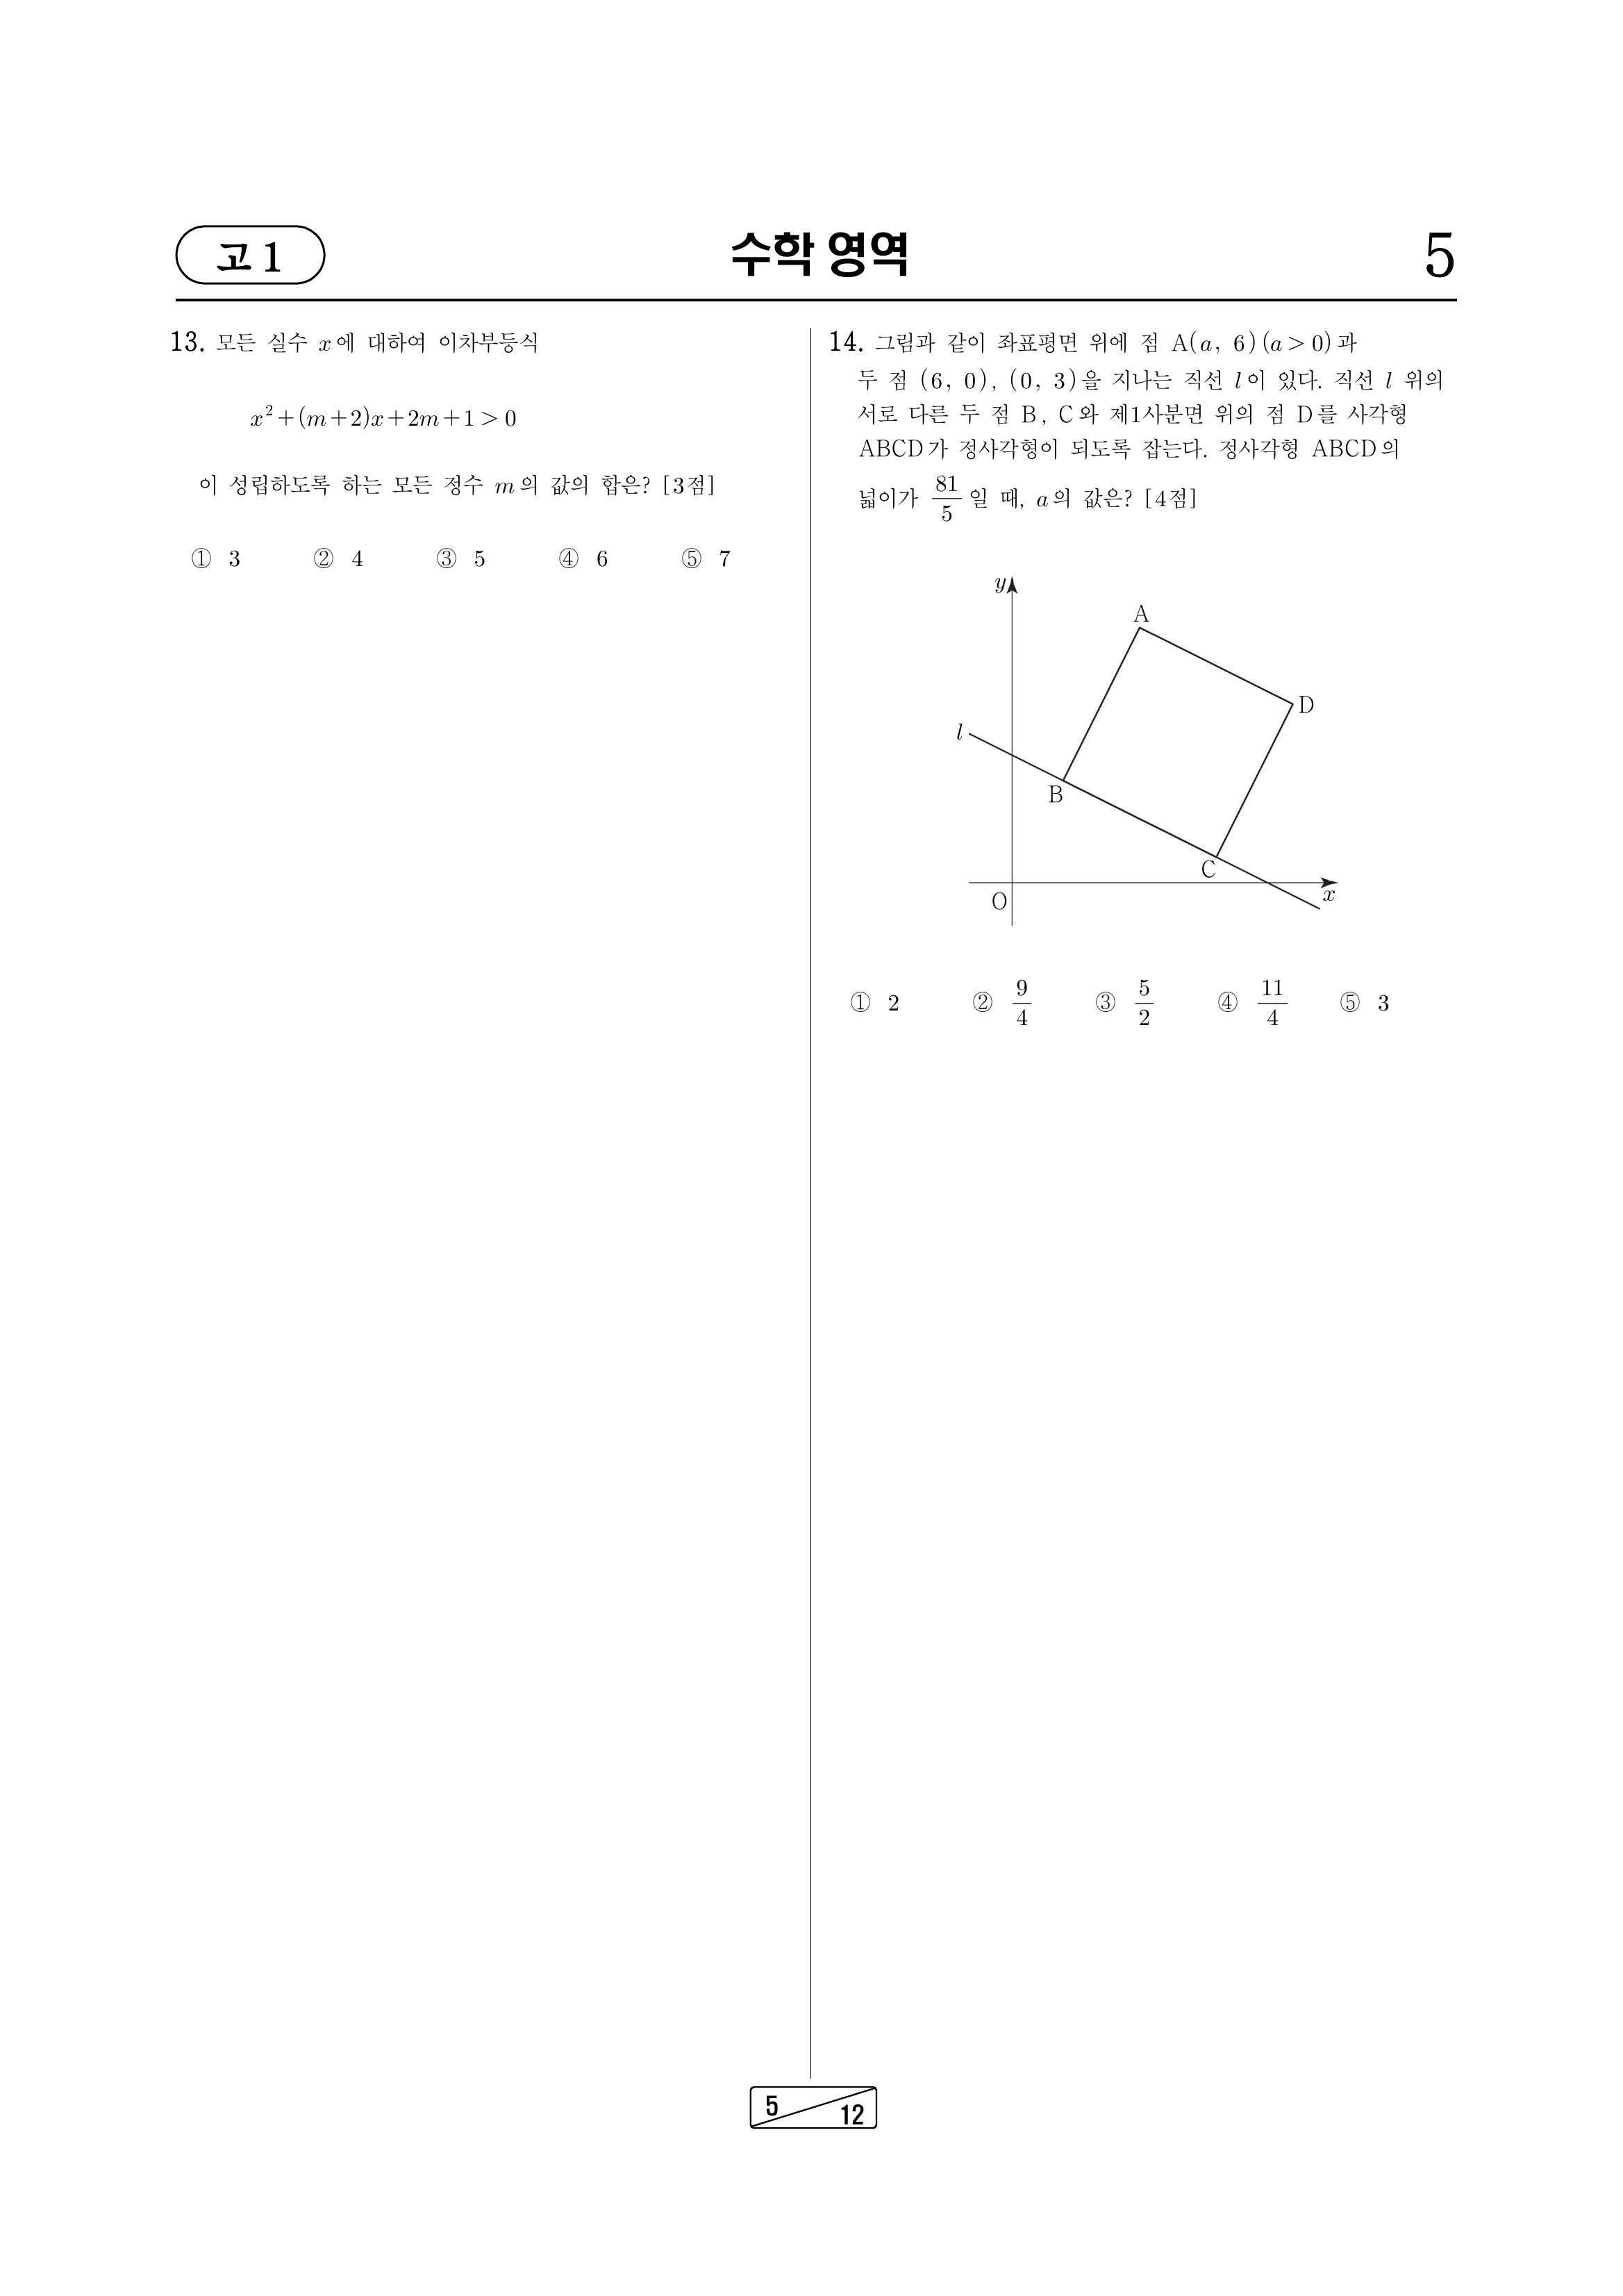 고 1
수학 영역
5
13. 모든 실수 x에 대하여 이차부등식
x²+(m+2)x+2m+1>0
이 성립하도록 하는 모든 정수 m의 값의 합은? [3점]
① 3 ② 4 ③ 5 ④ 6 ⑤ 7
14. 그림과 같이 좌표평면 위에 점 A(a, 6)(a>0)과
두 점 (6, 0), (0, 3)을 지나는 직선 l이 있다. 직선 l 위의
서로 다른 두 점 B, C와 제1사분면 위의 점 D를 사각형
ABCD가 정사각형이 되도록 잡는다. 정사각형 ABCD의
넓이가 81/5일 때, a의 값은? [4점]
y
A
D
l
B
C
O
x
① 2 ② 9/4 ③ 5/2 ④ 11/4 ⑤ 3
5
12